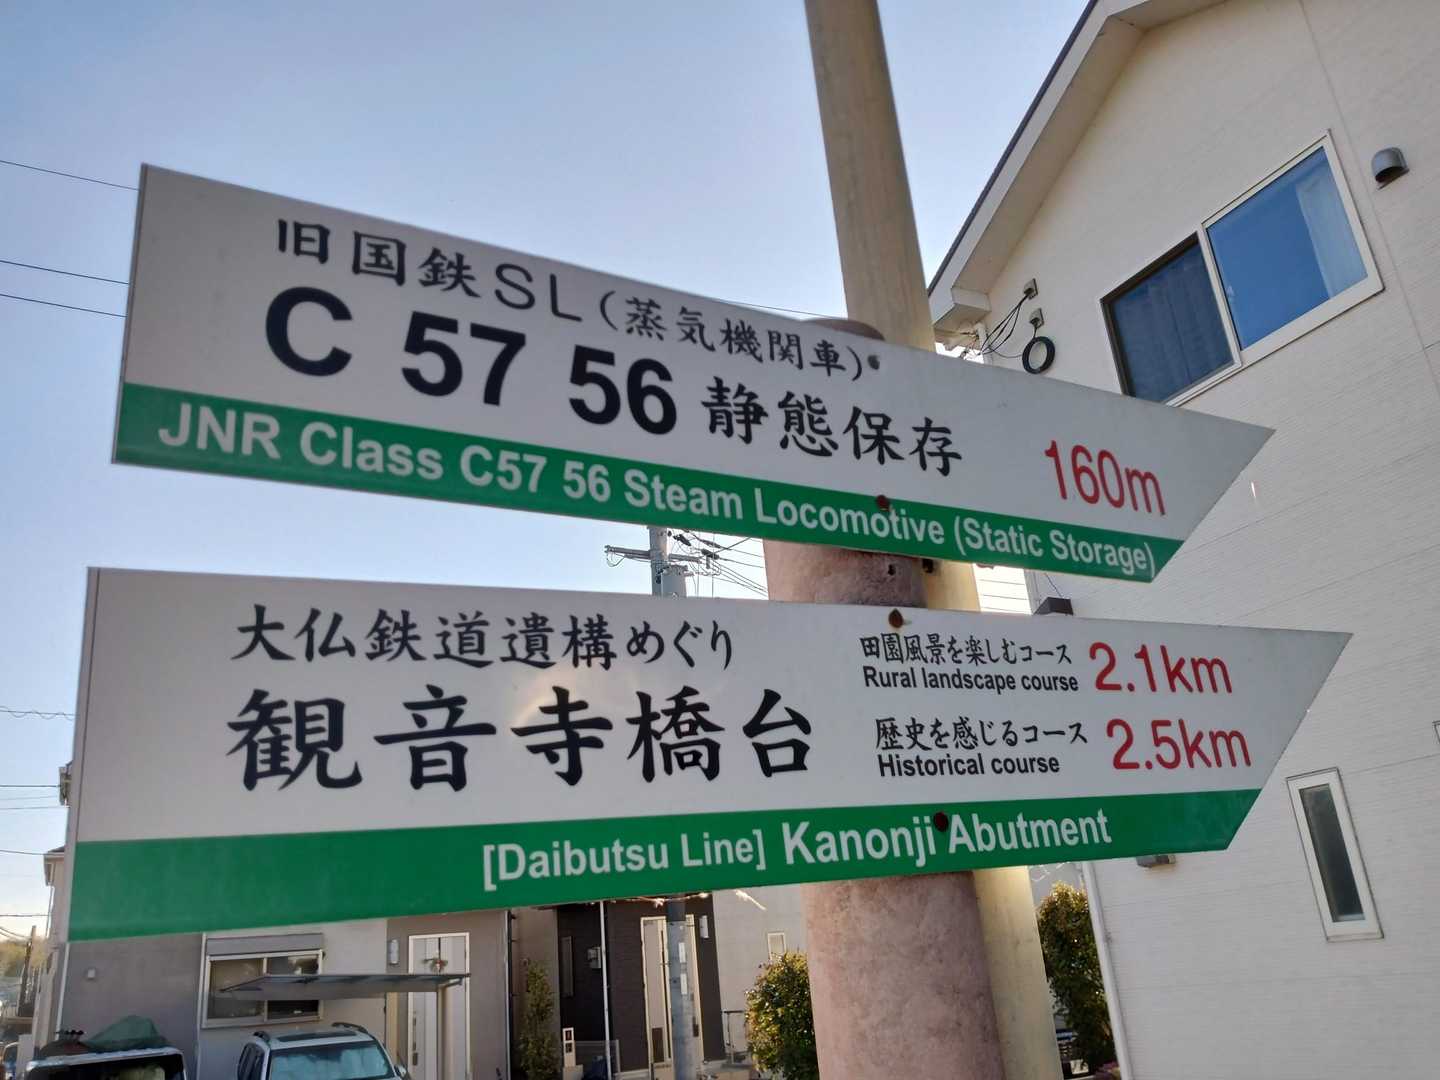 旧国鉄SL(蒸気機関車)
C 57 56 静態保存 160m
JNR Class C57 56 Steam Locomotive (Static Storage)
大仏鉄道遺構めぐり
観音寺橋台
田園風景を楽しむコース 2.1km
Rural landscape course
歴史を感じるコース 2.5km
Historical course
[Daibutsu Line] Kanonji Abutment